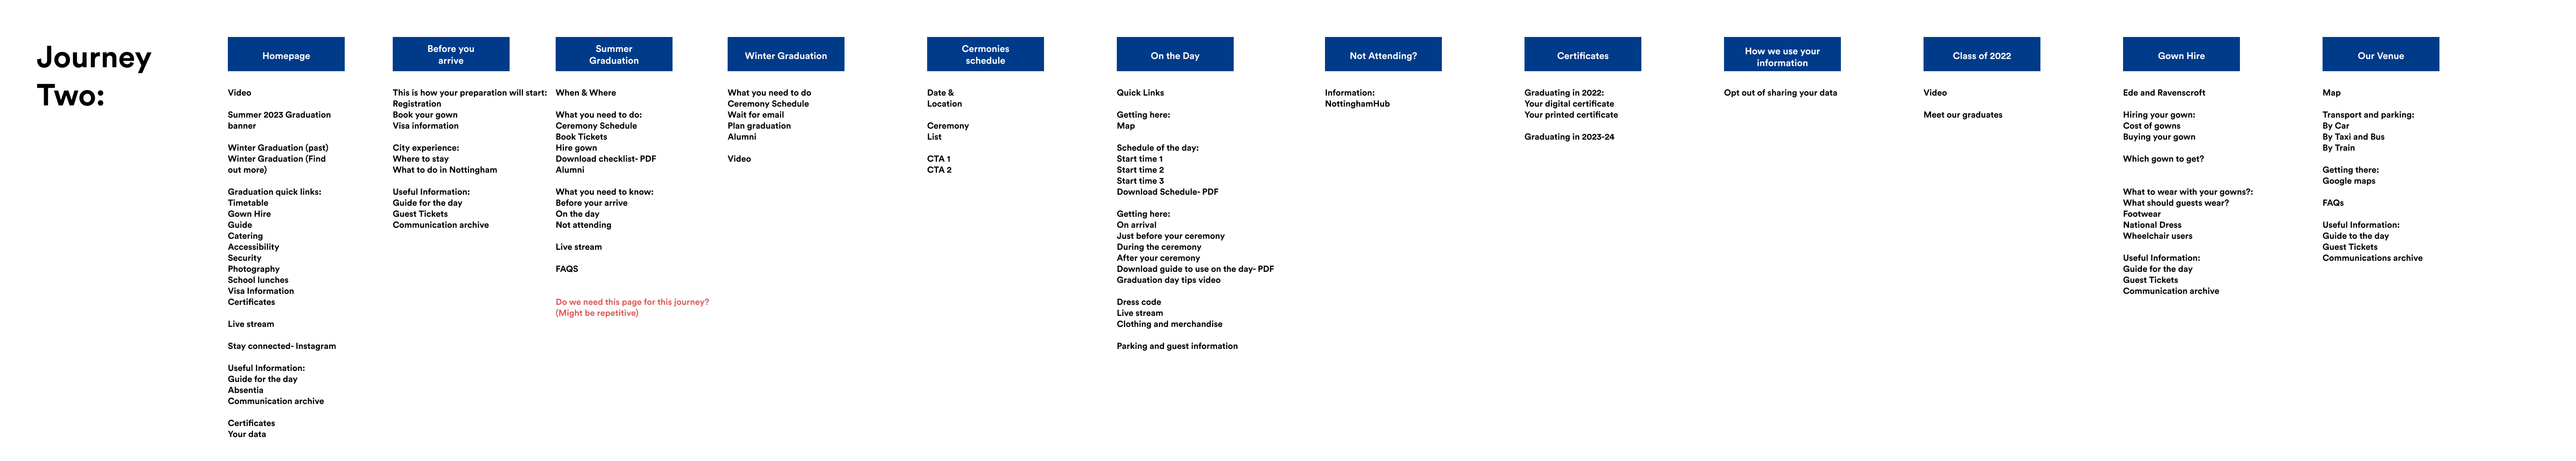 Journey
Two:
Homepage
Video
Summer 2023 Graduation
banner
Winter Graduation (past)
Winter Graduation (Find
out more)
Graduation quick links:
Timetable
Gown Hire
Guide
Catering
Accessibility
Security
Photography
School lunches
Visa Information
Certificates
Live stream
Stay connected- Instagram
Useful Information:
Guide for the day
Absentia
Communication archive
Certificates
Your data
Before you
arrive
This is how your preparation will start:
Registration
Book your gown
Visa information
City experience:
Where to stay
What to do in Nottingham
Useful Information:
Guide for the day
Guest Tickets
Communication archive
Summer
Graduation
When & Where
What you need to do:
Ceremony Schedule
Book Tickets
Hire gown
Download checklist- PDF
Alumni
What you need to know:
Before your arrive
On the day
Not attending
Live stream
FAQS
Do we need this page for this journey?
(Might be repetitive)
Winter Graduation
What you need to do
Ceremony Schedule
Wait for email
Plan graduation
Alumni
Video
Cermonies
schedule
Date &
Location
Ceremony
List
CTA 1
CTA 2
On the Day
Quick Links
Getting here:
Map
Schedule of the day:
Start time 1
Start time 2
Start time 3
Download Schedule- PDF
Getting here:
On arrival
Just before your ceremony
During the ceremony
After your ceremony
Download guide to use on the day- PDF
Graduation day tips video
Dress code
Live stream
Clothing and merchandise
Parking and guest information
Not Attending?
Information:
NottinghamHub
Certificates
Graduating in 2022:
Your digital certificate
Your printed certificate
Graduating in 2023-24
How we use your
information
Opt out of sharing your data
Class of 2022
Video
Meet our graduates
Gown Hire
Ede and Ravenscroft
Hiring your gown:
Cost of gowns
Buying your gown
Which gown to get?
What to wear with your gowns?:
What should guests wear?
Footwear
National Dress
Wheelchair users
Useful Information:
Guide for the day
Guest Tickets
Communication archive
Our Venue
Map
Transport and parking:
By Car
By Taxi and Bus
By Train
Getting there:
Google maps
FAQs
Useful Information:
Guide to the day
Guest Tickets
Communications archive